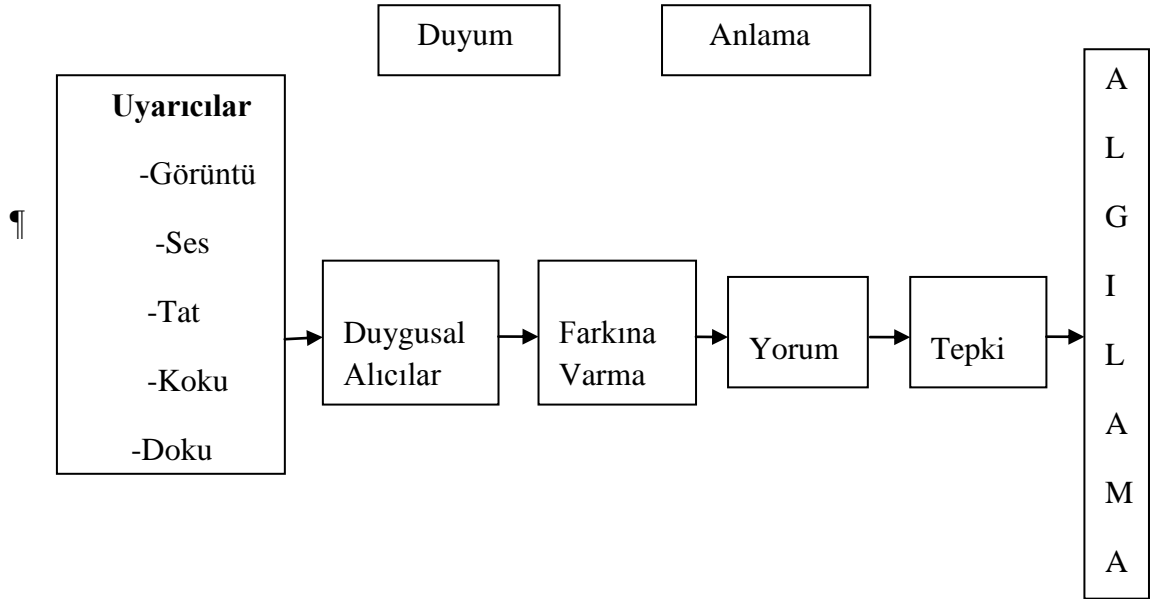 Duyum
Anlama
Uyarıcılar
-Görüntü
-Ses
-Tat
-Koku
-Doku
¶
Duygusal
Alıcılar
Farkına
Varma
Yorum
Tepki
A
L
G
I
L
A
M
A